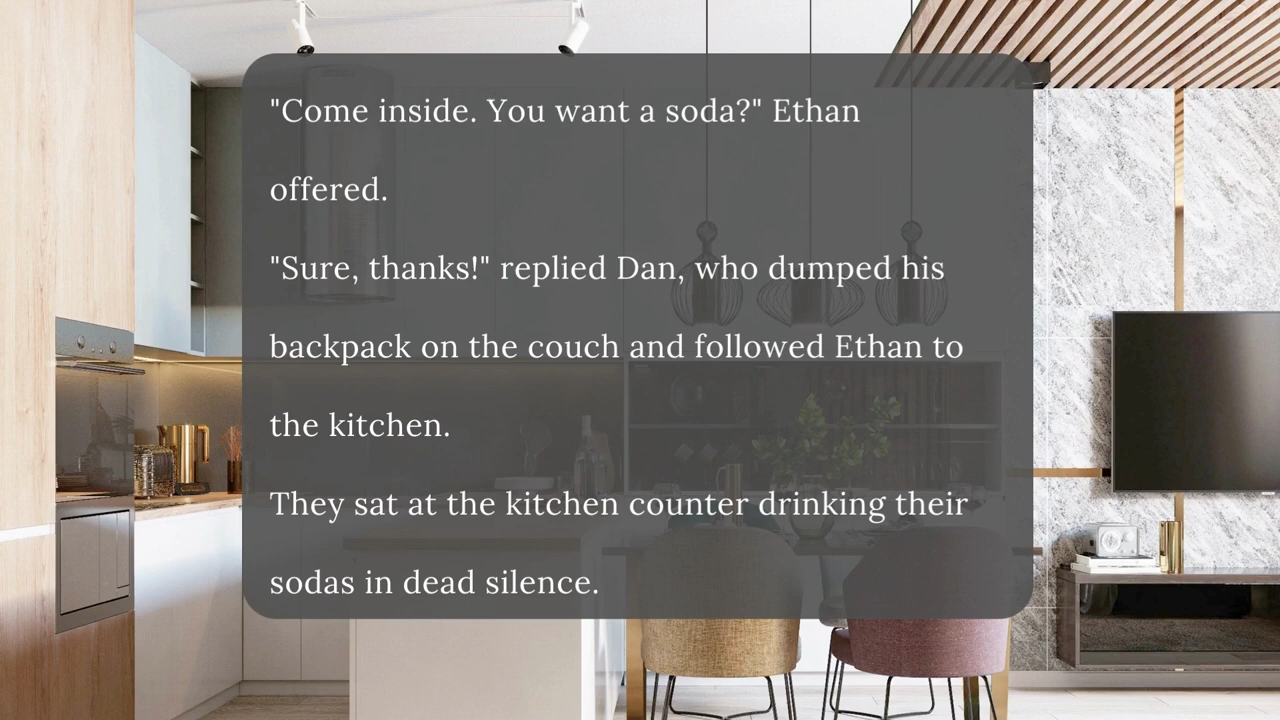 "Come inside. You want a soda?" Ethan
offered.
"Sure, thanks!" replied Dan, who dumped his
backpack on the couch and followed Ethan to
the kitchen.
They sat at the kitchen counter drinking their
sodas in dead silence.